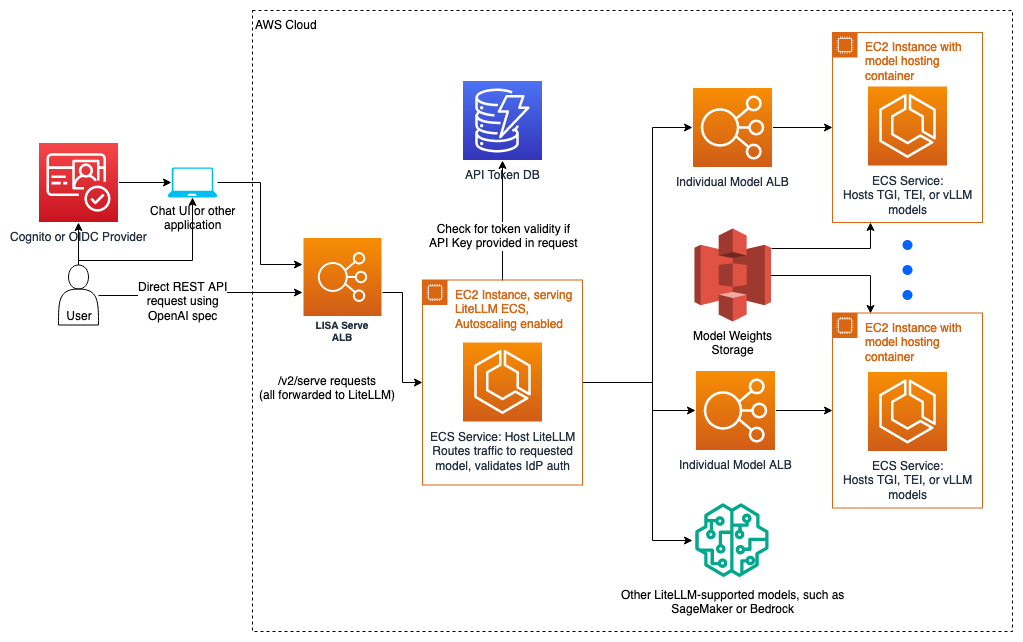 AWS Cloud
Cognito or OIDC Provider
Chat UI or other
application
User
Direct REST API
request using
OpenAI spec
LISA Serve
ALB
/v2/serve requests
(all forwarded to LiteLLM)
API Token DB
Check for token validity if
API Key provided in request
EC2 Instance, serving
LiteLLM ECS,
Autoscaling enabled
ECS Service: Host LiteLLM
Routes traffic to requested
model, validates IdP auth
Individual Model ALB
EC2 Instance with
model hosting
container
ECS Service:
Hosts TGI, TEI, or vLLM
models
Model Weights
Storage
Individual Model ALB
EC2 Instance with
model hosting
container
ECS Service:
Hosts TGI, TEI, or vLLM
models
Other LiteLLM-supported models, such as
SageMaker or Bedrock